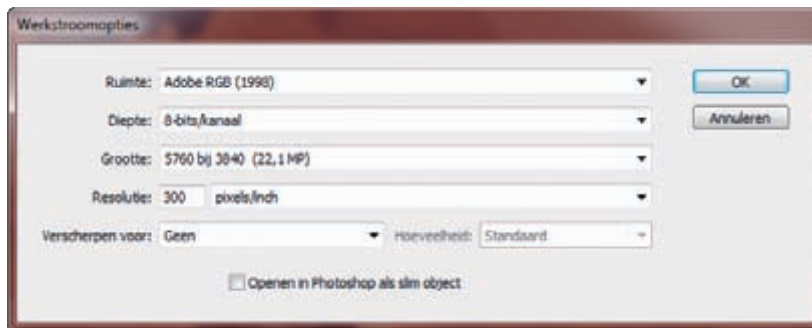 Werkstroomopties
Ruimte: Adobe RGB (1998) OK
Diepte: 8-bits/kanaal Annuleren
Grootte: 5760 bij 3840 (22,1 MP)
Resolutie: 300 pixels/inch
Verscherpen voor: Geen Hoeveelheid: Standaard
Openen in Photoshop als slim object